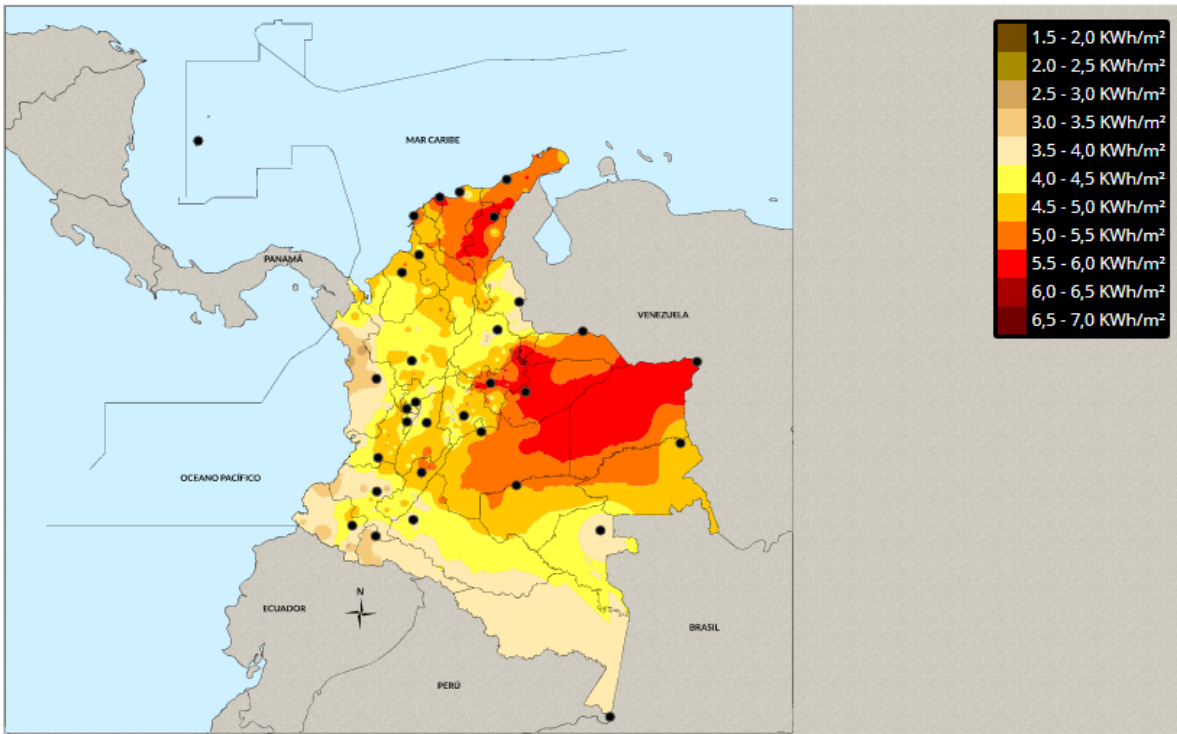 MAR CARIBE
PANAMÁ
VENEZUELA
OCEANO PACÍFICO
N
ECUADOR
BRASIL
PERÚ
1.5 - 2,0 KWh/m²
2.0 - 2,5 KWh/m²
2.5 - 3,0 KWh/m²
3.0 - 3.5 KWh/m²
3.5 - 4,0 KWh/m²
4,0 - 4,5 KWh/m²
4.5 - 5,0 KWh/m²
5,0 - 5,5 KWh/m²
5.5 - 6,0 KWh/m²
6,0 - 6,5 KWh/m²
6,5 - 7,0 KWh/m²